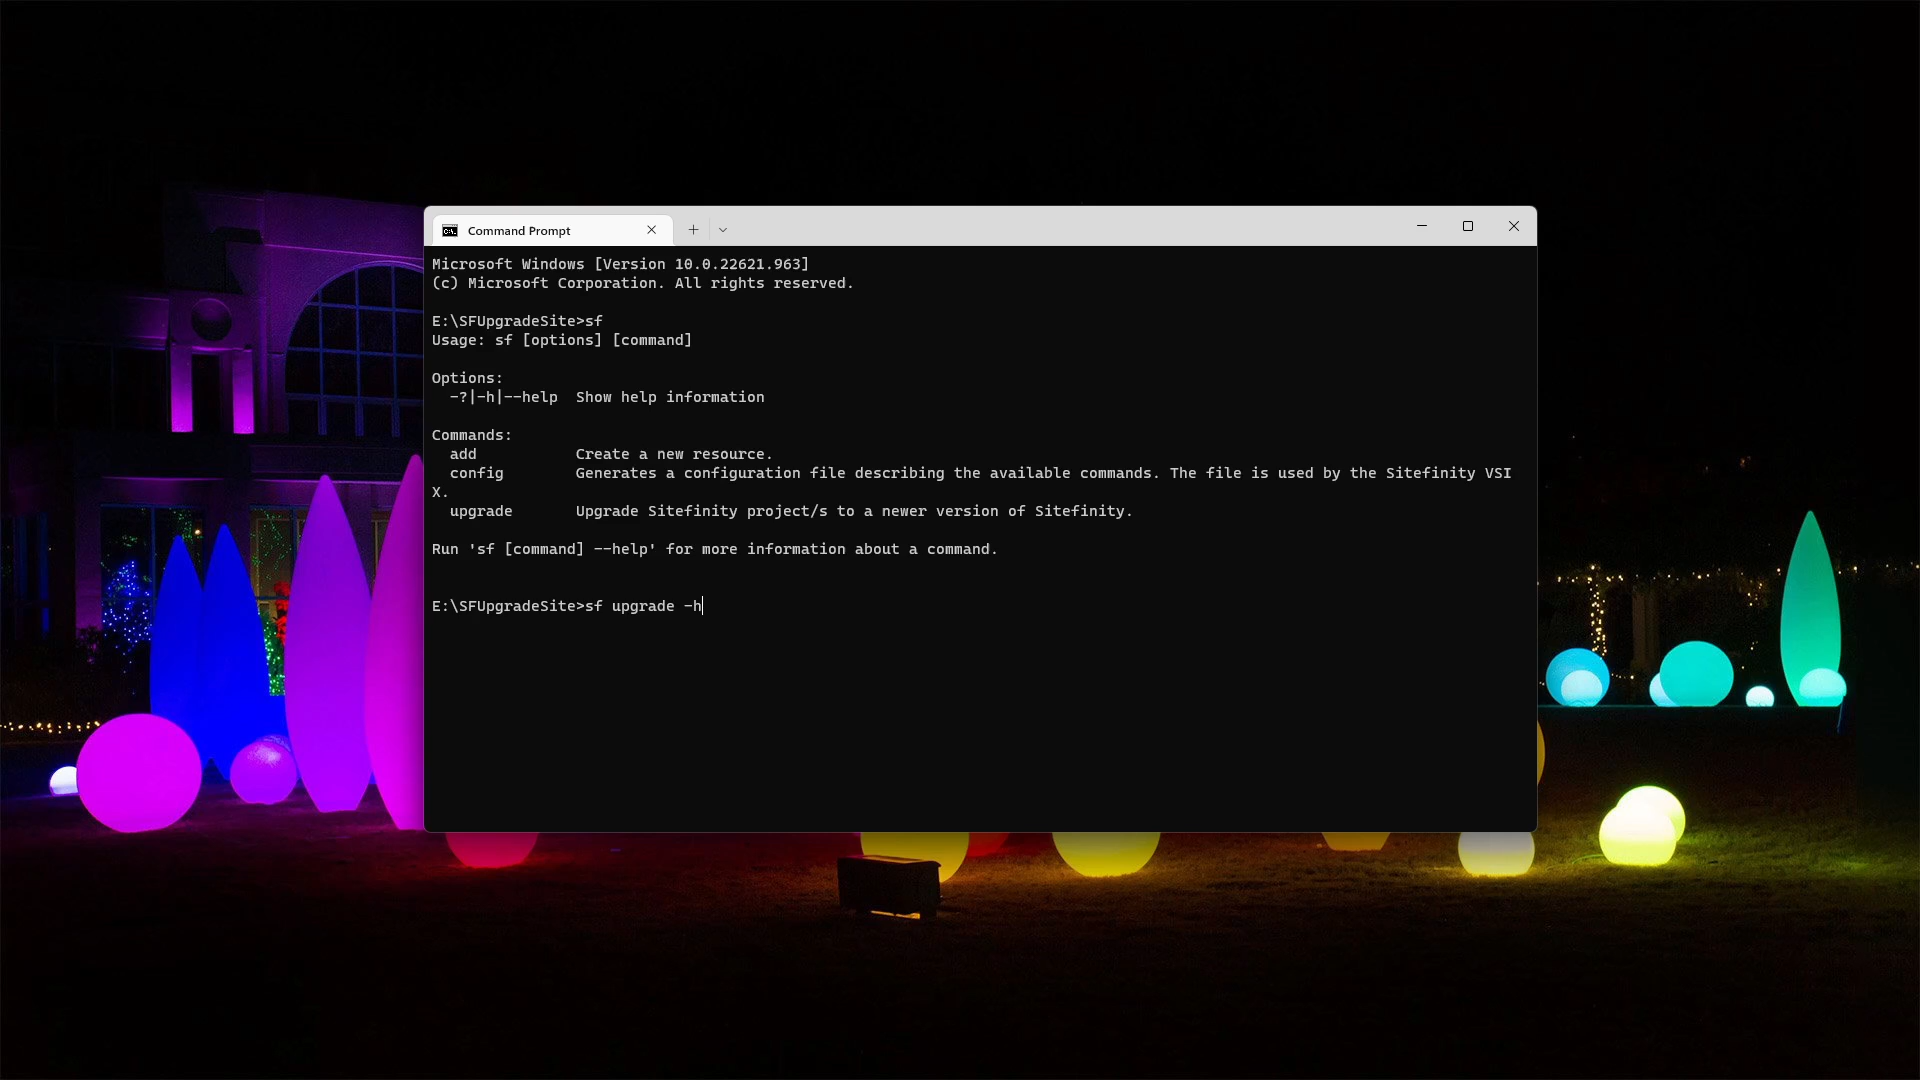 Command Prompt
Microsoft Windows [Version 10.0.22621.963]
(c) Microsoft Corporation. All rights reserved.
E:\SFUpgradeSite>sf
Usage: sf [options] [command]
Options:
  -?|-h|--help  Show help information
Commands:
  add           Create a new resource.
  config        Generates a configuration file describing the available commands. The file is used by the Sitefinity VSI
X.
  upgrade       Upgrade Sitefinity project/s to a newer version of Sitefinity.
Run 'sf [command] --help' for more information about a command.
E:\SFUpgradeSite>sf upgrade -h